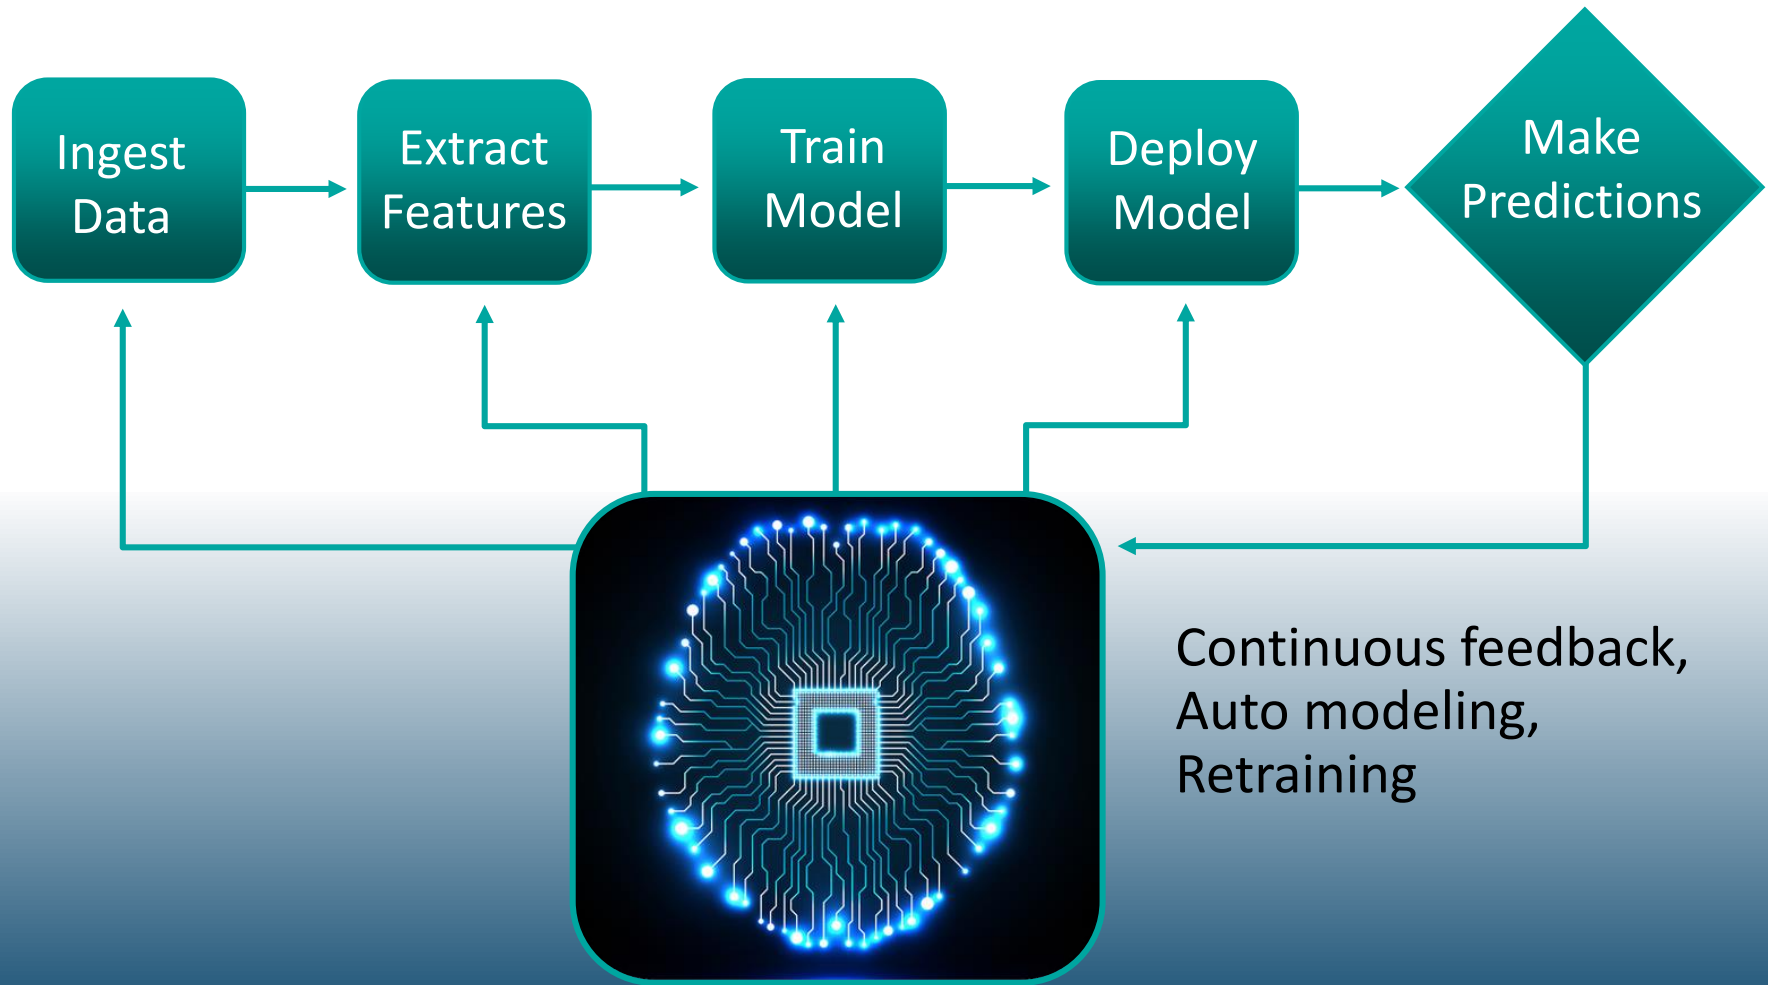 Ingest
Data
Extract
Features
Train
Model
Deploy
Model
Make
Predictions
Continuous feedback,
Auto modeling,
Retraining